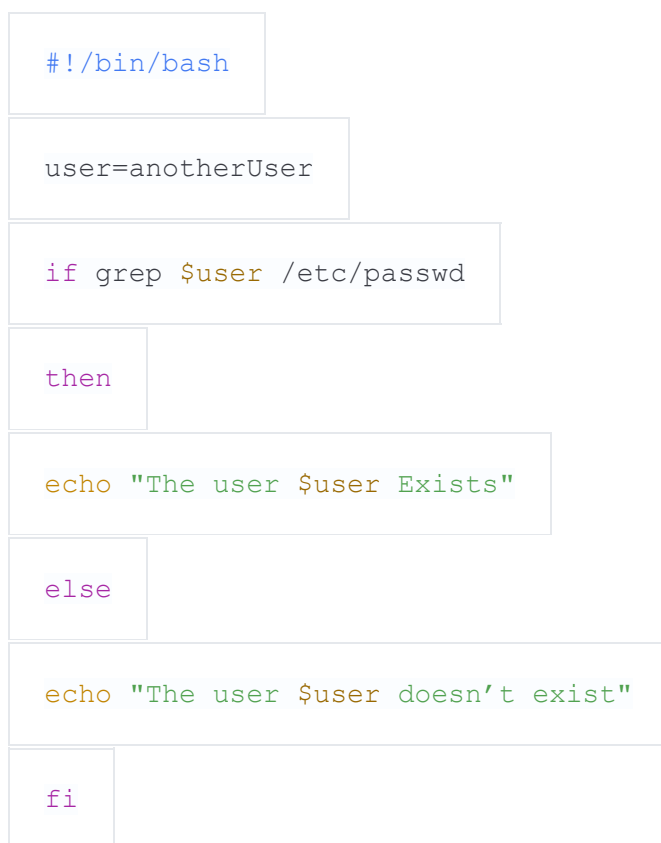 #!/bin/bash
user=anotherUser
if grep $user /etc/passwd
then
echo "The user $user Exists"
else
echo "The user $user doesn’t exist"
fi